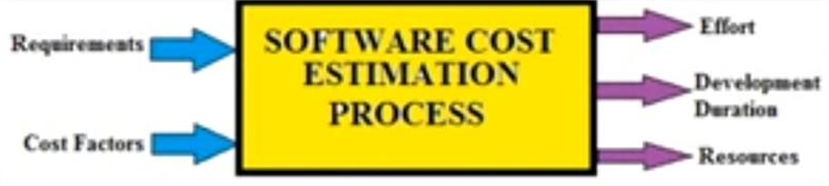 Requirements
Cost Factors
SOFTWARE COST
ESTIMATION
PROCESS
Effort
Development
Duration
Resources